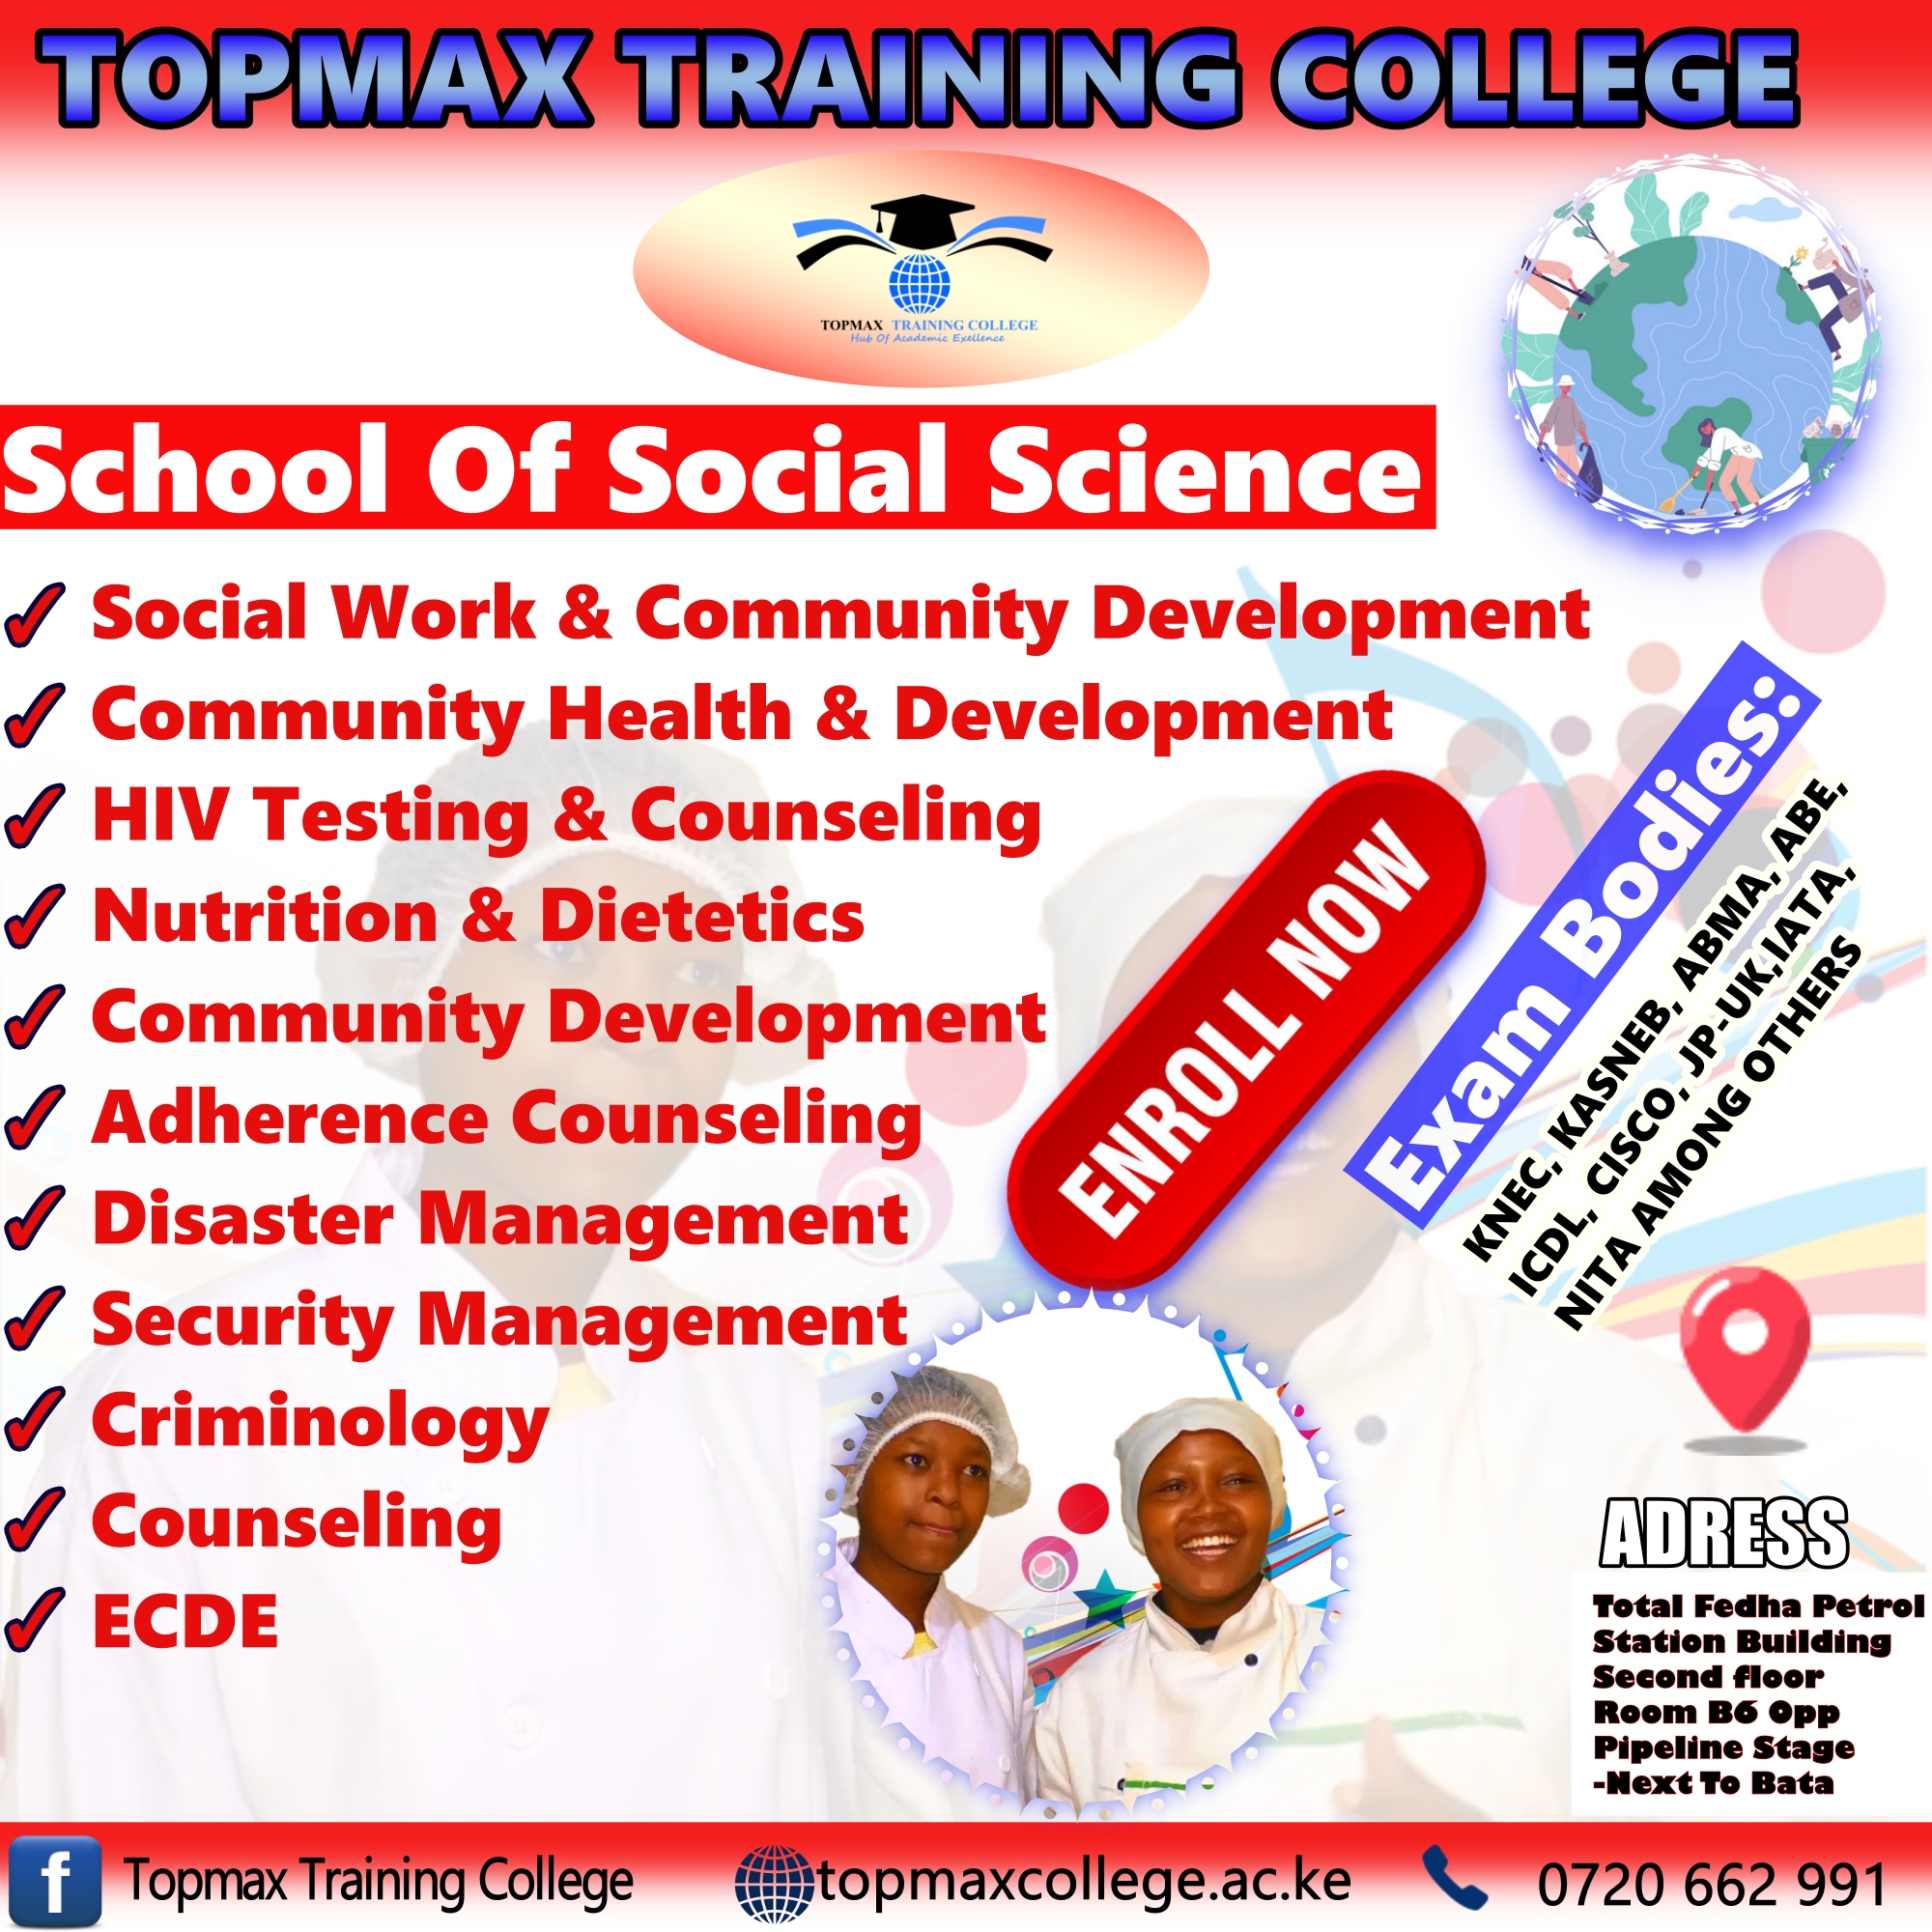 TOPMAX TRAINING COLLEGE
TOPMAX TRAINING COLLEGE
Hub Of Academic Exellence
School Of Social Science
Social Work & Community Development
Community Health & Development
HIV Testing & Counseling
Nutrition & Dietetics
Community Development
Adherence Counseling
Disaster Management
Security Management
Criminology
Counseling
ECDE
ENROLL NOW
Exam Bodies:
KNEC, KASNEB, ABMA, ABE,
ICDL, CISCO, JP-UK,IATA,
NITA AMONG OTHERS
ADRESS
Total Fedha Petrol
Station Building
Second floor
Room B6 Opp
Pipeline Stage
-Next To Bata
f Topmax Training College
topmaxcollege.ac.ke
0720 662 991